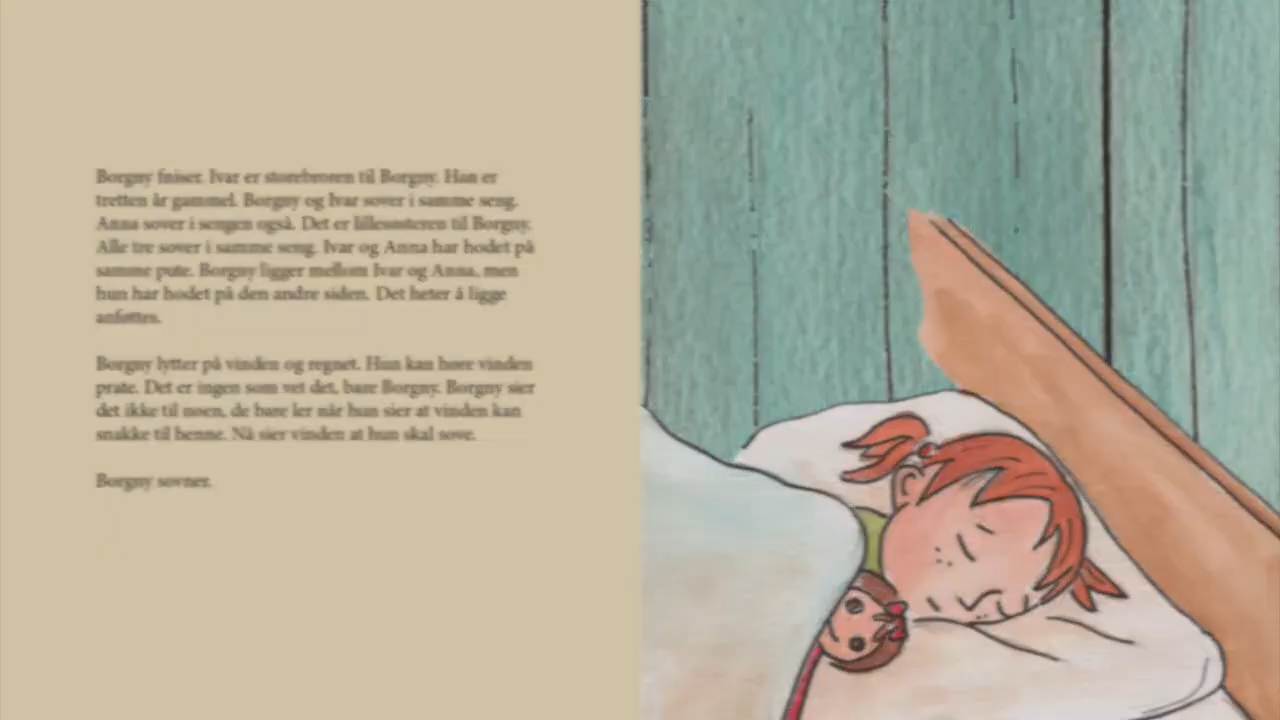 Borgny fniser. Ivar er storebroren til Borgny. Han er
tretten år gammel. Borgny og Ivar sover i samme seng.
Anna sover i sengen også. Det er lillesøsteren til Borgny.
Alle tre sover i samme seng. Ivar og Anna har hodet på
samme pute. Borgny ligger mellom Ivar og Anna, men
hun har hodet på den andre siden. Det heter å ligge
anføttes.
Borgny lytter på vinden og regnet. Hun kan høre vinden
prate. Det er ingen som vet det, bare Borgny. Borgny sier
det ikke til noen, de bare ler når hun sier at vinden kan
snakke til henne. Nå sier vinden at hun skal sove.
Borgny sovner.